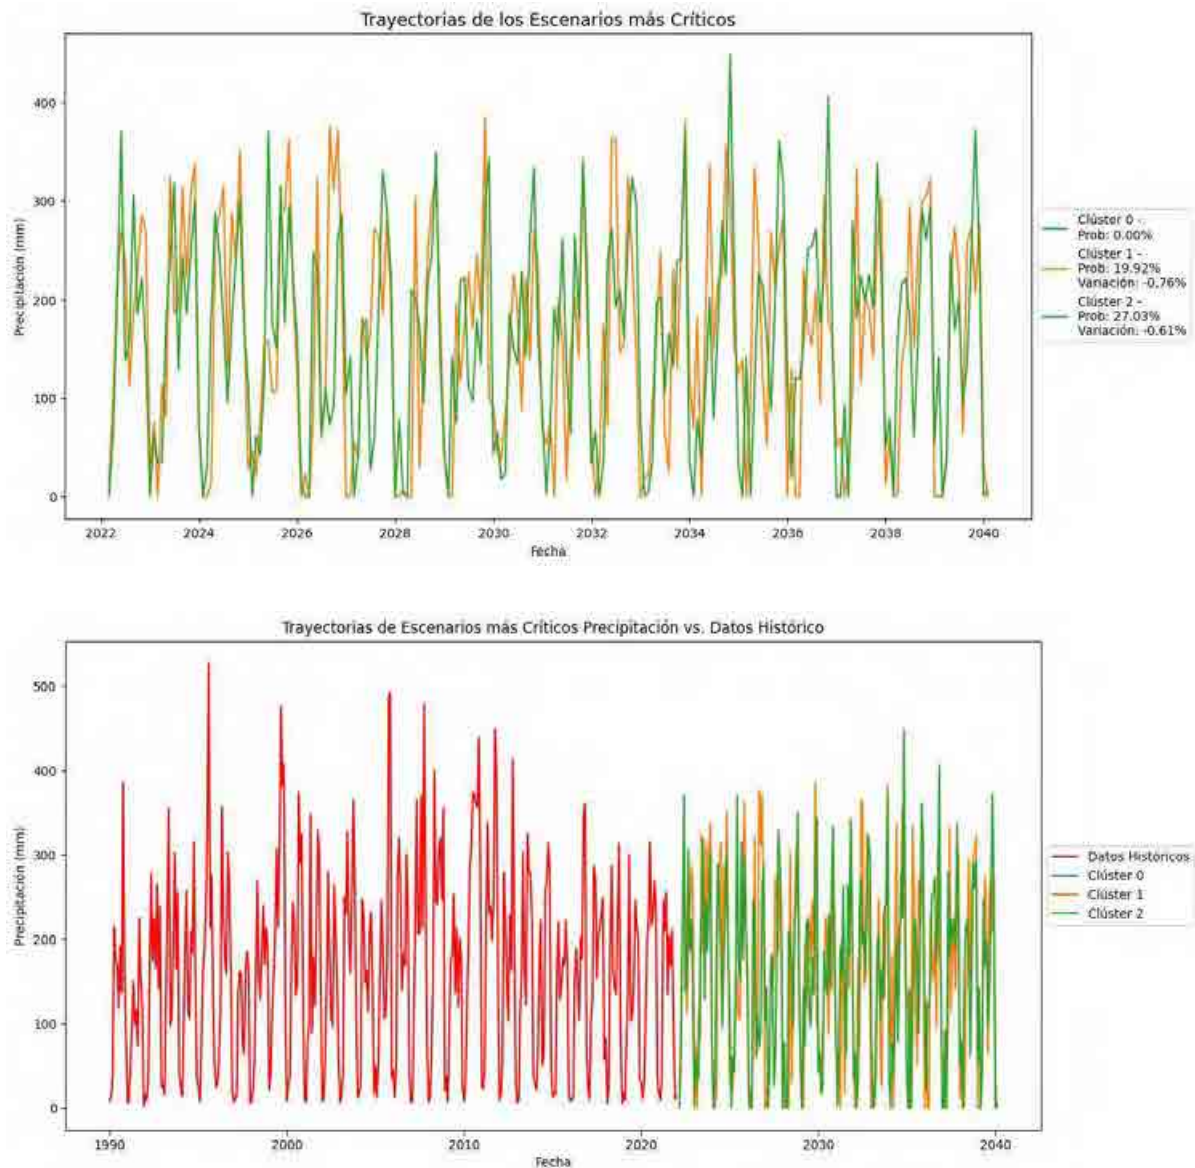 Trayectorias de los Escenarios más Críticos
Precipitación (mm)
400
300
200
100
0
2022 2024 2026 2028 2030 2032 2034 2036 2038 2040
Fecha
Clúster 0 -
Prob: 0.00%
Clúster 1 -
Prob: 19.92%
Variación: -0.76%
Clúster 2 -
Prob: 27.03%
Variación: -0.61%
Trayectorias de Escenarios más Críticos Precipitación vs. Datos Histórico
Precipitación (mm)
500
400
300
200
100
0
1990 2000 2010 2020 2030 2040
Fecha
Datos Históricos
Clúster 0
Clúster 1
Clúster 2